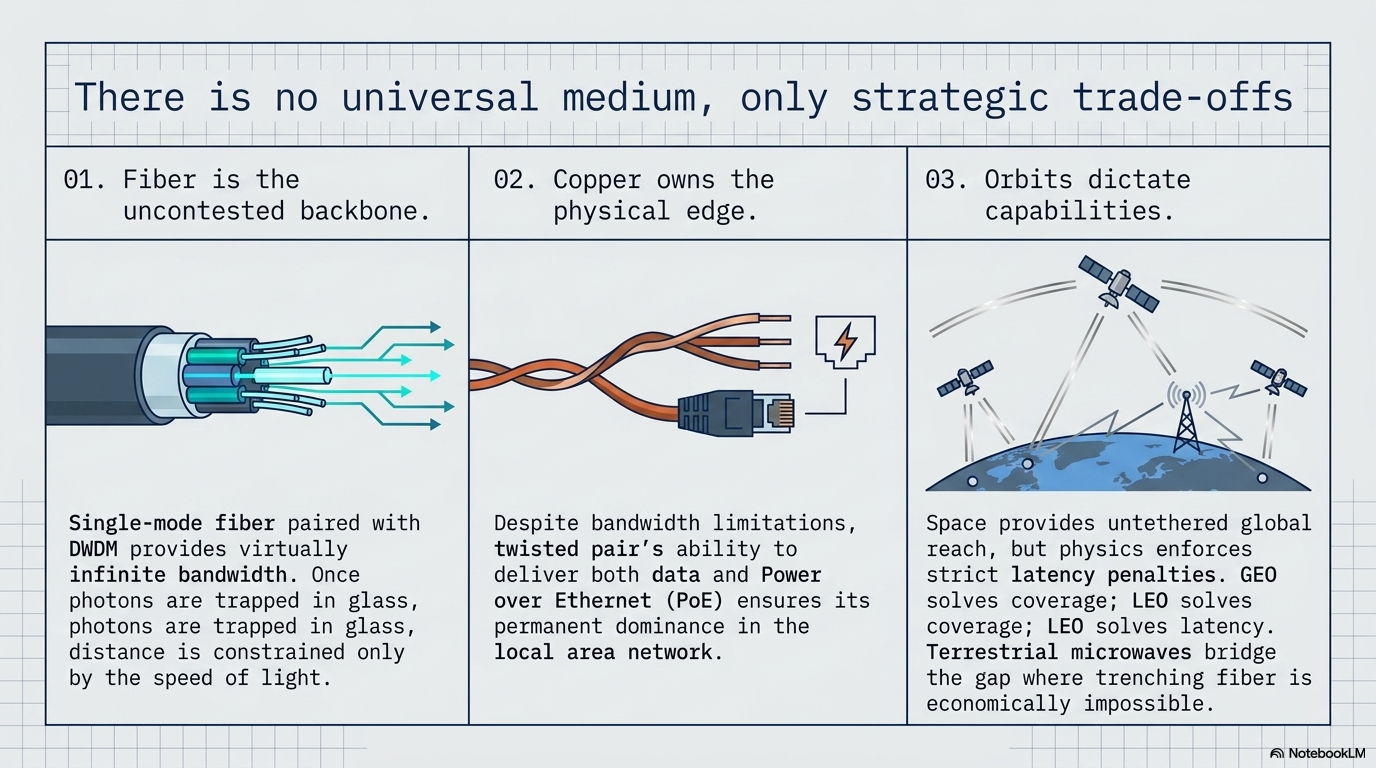 There is no universal medium, only strategic trade-offs
01. Fiber is the
uncontested backbone.
Single-mode fiber paired with
DWDM provides virtually
infinite bandwidth. Once
photons are trapped in glass,
photons are trapped in glass,
distance is constrained only
by the speed of light.
02. Copper owns the
physical edge.
Despite bandwidth limitations,
twisted pair’s ability to
deliver both data and Power
over Ethernet (PoE) ensures its
permanent dominance in the
local area network.
03. Orbits dictate
capabilities.
Space provides untethered global
reach, but physics enforces
strict latency penalties. GEO
solves coverage; LEO solves
coverage; LEO solves latency.
Terrestrial microwaves bridge
the gap where trenching fiber is
economically impossible.
NotebookLM